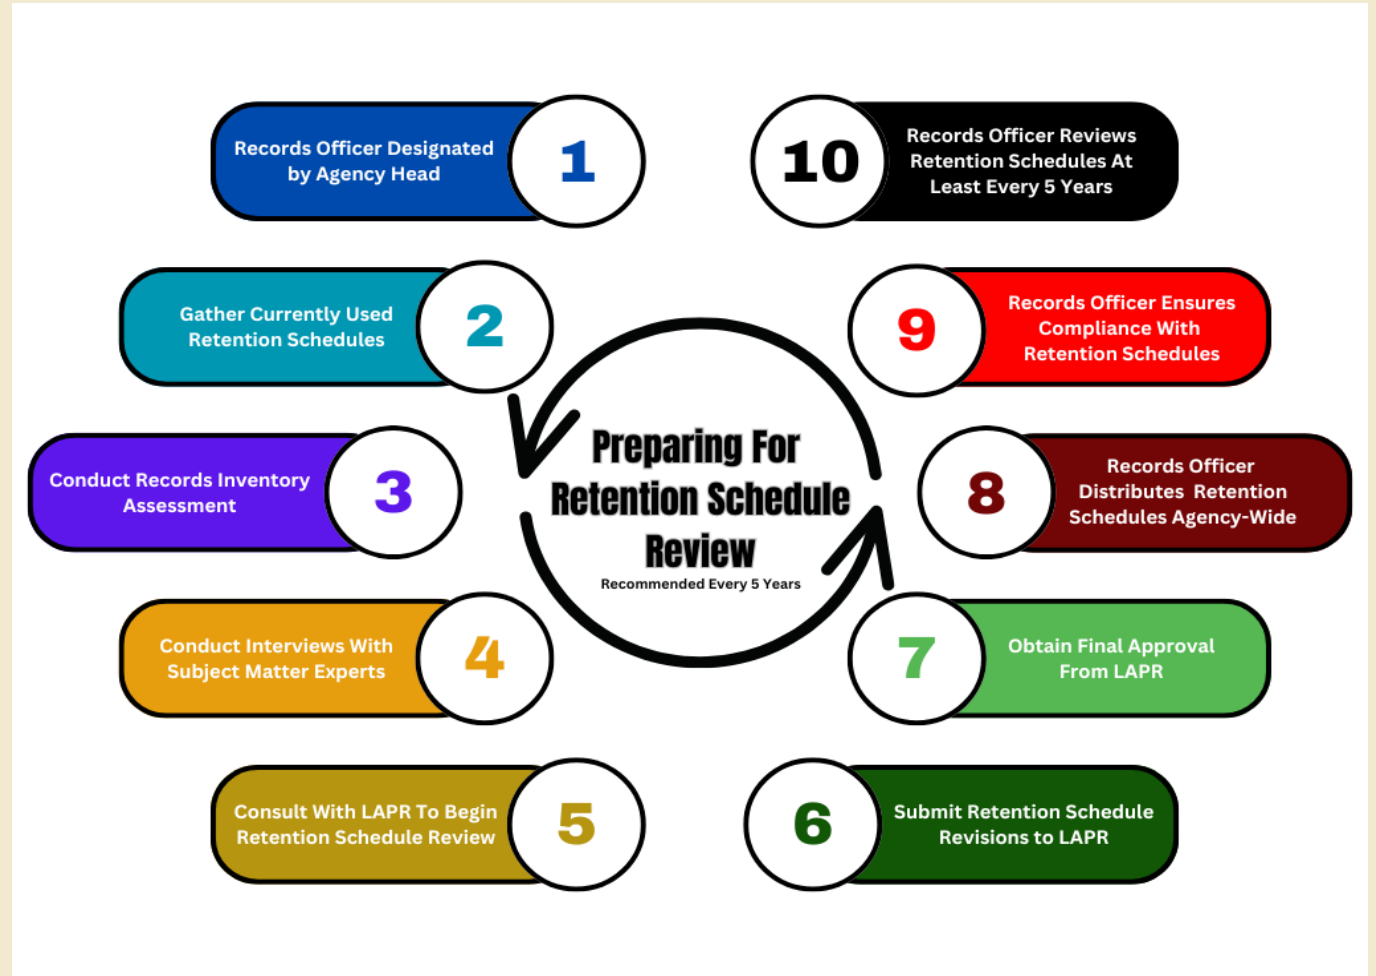 Records Officer Designated
by Agency Head
1
Gather Currently Used
Retention Schedules
2
Conduct Records Inventory
Assessment
3
Conduct Interviews With
Subject Matter Experts
4
Consult With LAPR To Begin
Retention Schedule Review
5
Preparing For
Retention Schedule
Review
Recommended Every 5 Years
6
Submit Retention Schedule
Revisions to LAPR
7
Obtain Final Approval
From LAPR
8
Records Officer
Distributes Retention
Schedules Agency-Wide
9
Records Officer Ensures
Compliance With
Retention Schedules
10
Records Officer Reviews
Retention Schedules At
Least Every 5 Years